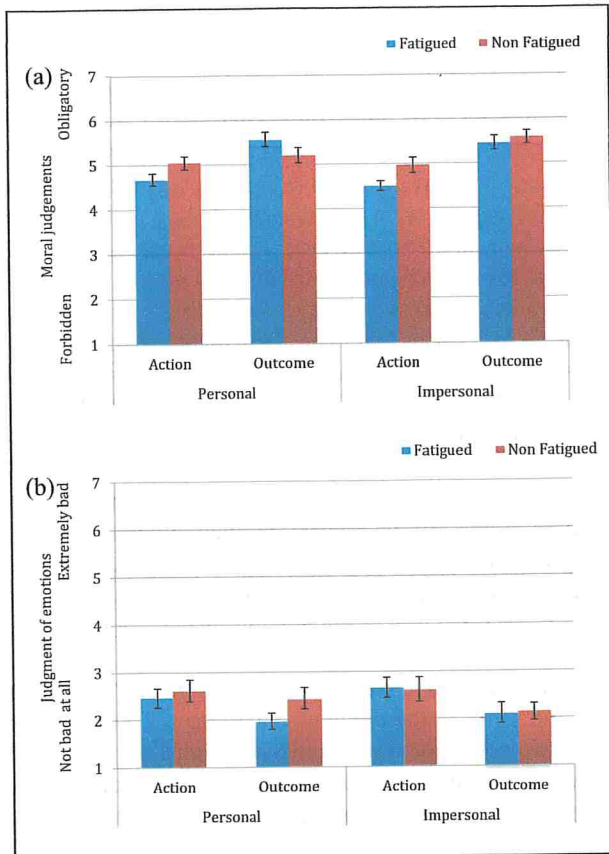 Fatigued Non Fatigued
(a)
Obligatory
Moral judgements
Forbidden
7
6
5
4
3
2
1
Action Outcome Action Outcome
Personal Impersonal
Fatigued Non Fatigued
(b)
Extremely bad
Judgment of emotions
Not bad at all
7
6
5
4
3
2
1
Action Outcome Action Outcome
Personal Impersonal